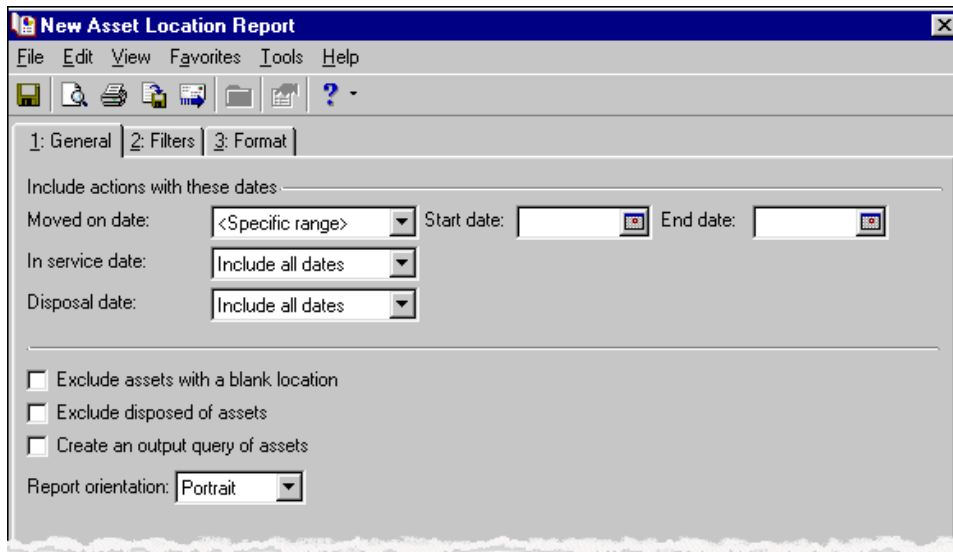 New Asset Location Report
File Edit View Favorites Tools Help
?
1: General 2: Filters 3: Format
Include actions with these dates
Moved on date: <Specific range> Start date: End date:
In service date: Include all dates
Disposal date: Include all dates
Exclude assets with a blank location
Exclude disposed of assets
Create an output query of assets
Report orientation: Portrait